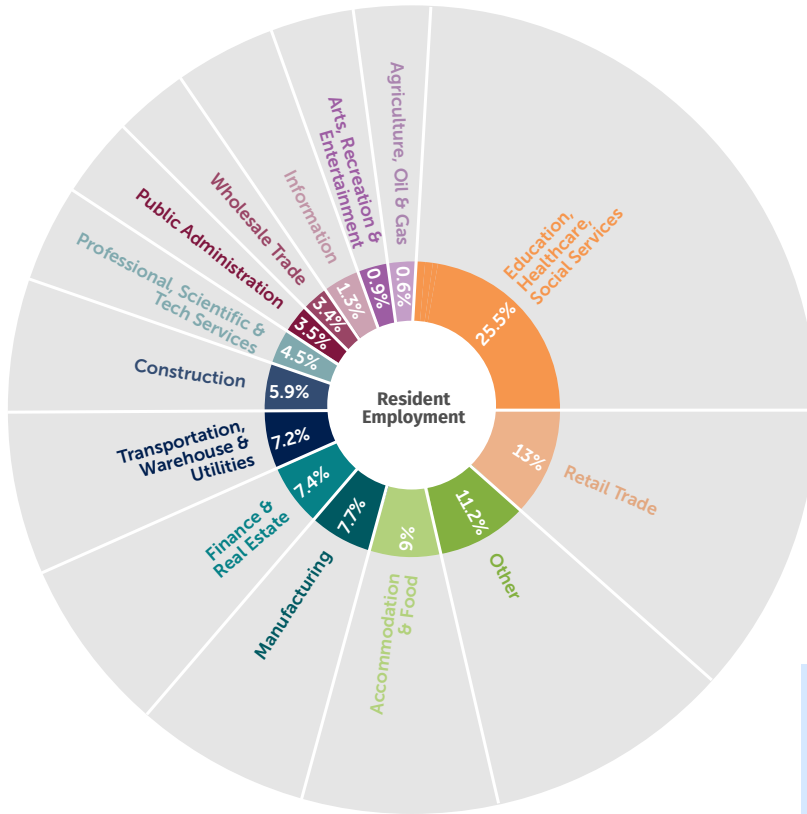 Resident
Employment
Education,
Healthcare,
Social Services
25.5%
Retail Trade
13%
Other
11.2%
Accommodation
& Food
9%
Manufacturing
7.7%
Finance &
Real Estate
7.4%
Transportation,
Warehouse &
Utilities
7.2%
Construction
5.9%
Professional, Scientific &
Tech Services
4.5%
Public Administration
3.5%
Wholesale Trade
3.4%
Information
1.3%
Arts, Recreation &
Entertainment
0.9%
Agriculture, Oil & Gas
0.6%